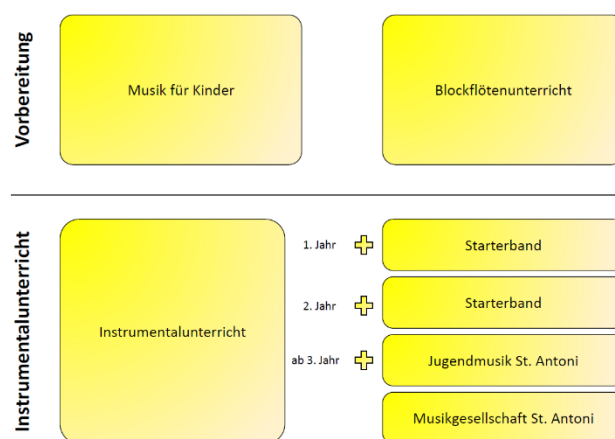 Vorbereitung
Musik für Kinder
Blockflötenunterricht
Instrumentalunterricht
Instrumentalunterricht
1. Jahr
Starterband
2. Jahr
Starterband
ab 3. Jahr
Jugendmusik St. Antoni
Musikgesellschaft St. Antoni